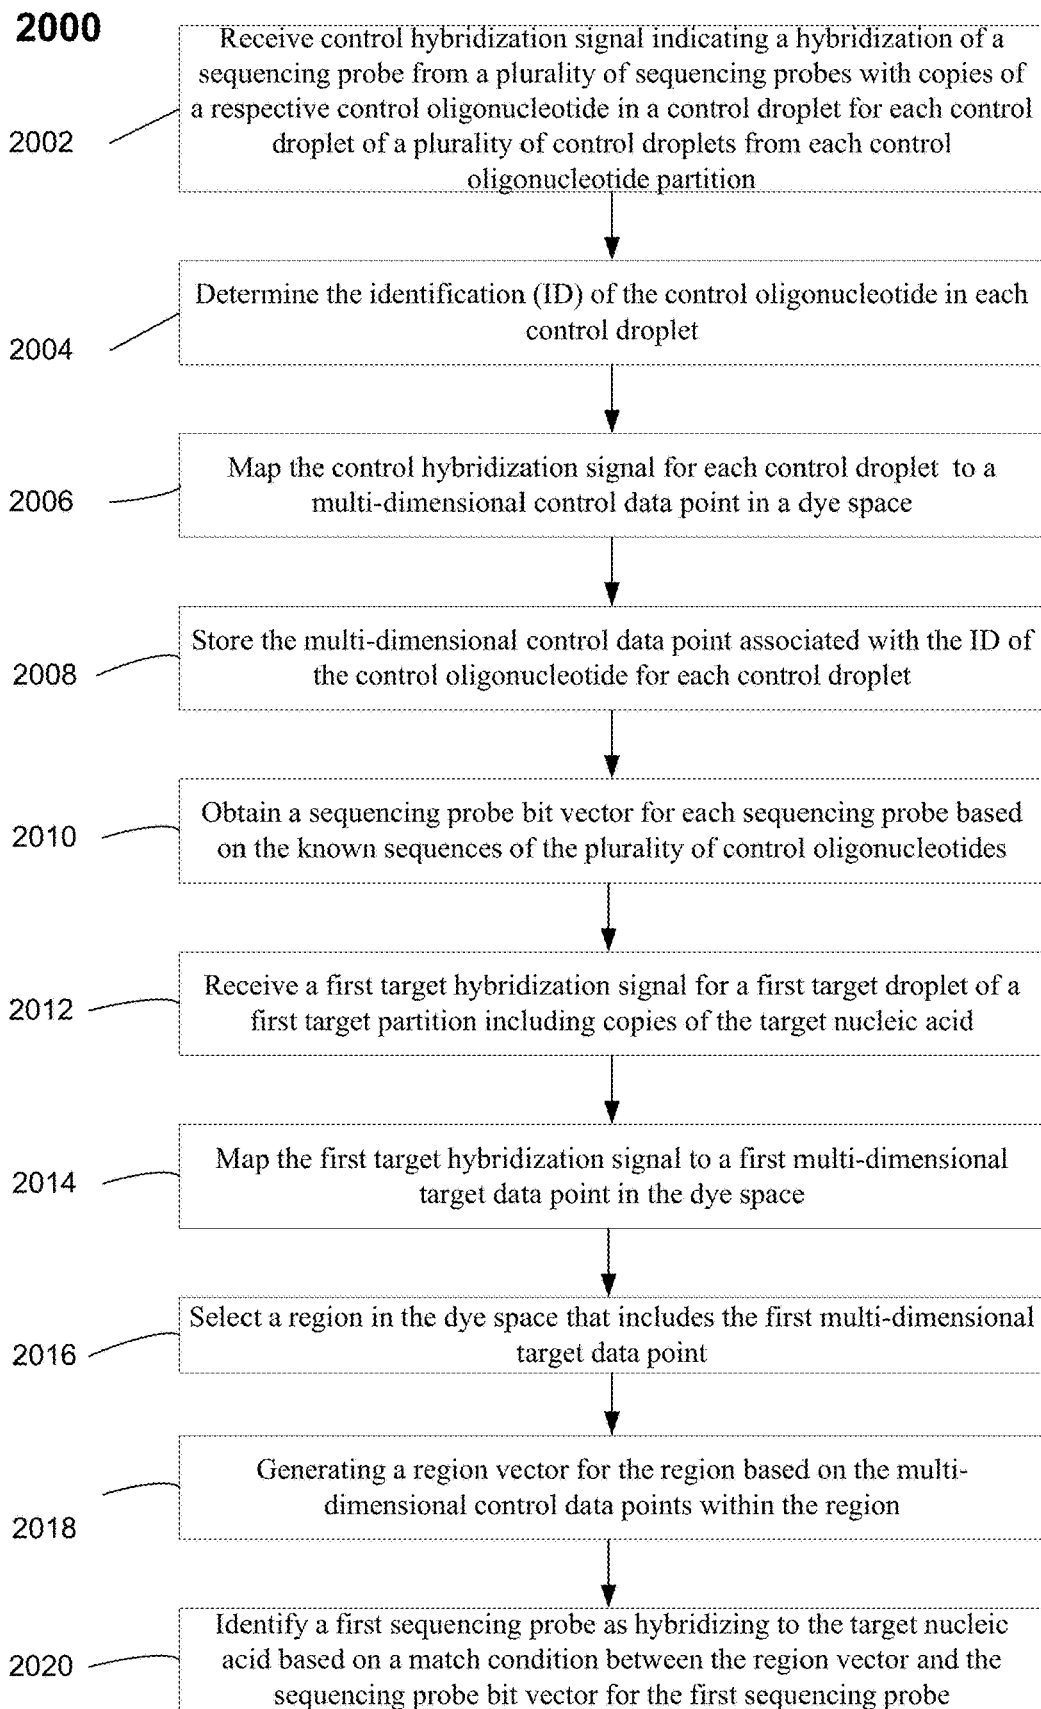 2000
Receive control hybridization signal indicating a hybridization of a
sequencing probe from a plurality of sequencing probes with copies of
a respective control oligonucleotide in a control droplet for each control
droplet of a plurality of control droplets from each control
oligonucleotide partition
2002
Determine the identification (ID) of the control oligonucleotide in each
control droplet
2004
Map the control hybridization signal for each control droplet to a
multi-dimensional control data point in a dye space
2006
Store the multi-dimensional control data point associated with the ID of
the control oligonucleotide for each control droplet
2008
Obtain a sequencing probe bit vector for each sequencing probe based
on the known sequences of the plurality of control oligonucleotides
2010
Receive a first target hybridization signal for a first target droplet of a
first target partition including copies of the target nucleic acid
2012
Map the first target hybridization signal to a first multi-dimensional
target data point in the dye space
2014
Select a region in the dye space that includes the first multi-dimensional
target data point
2016
Generating a region vector for the region based on the multi-
dimensional control data points within the region
2018
Identify a first sequencing probe as hybridizing to the target nucleic
acid based on a match condition between the region vector and the
sequencing probe bit vector for the first sequencing probe
2020